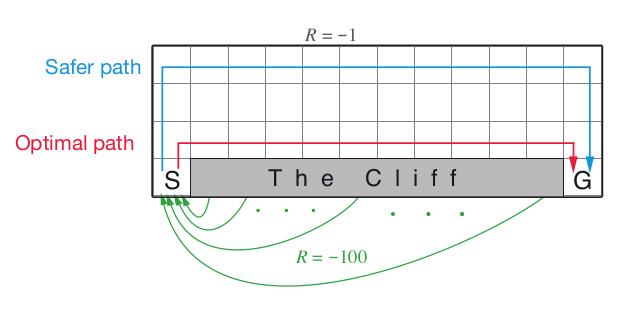 R = −1
Safer path
Optimal path
S
The Cliff
G
R = −100